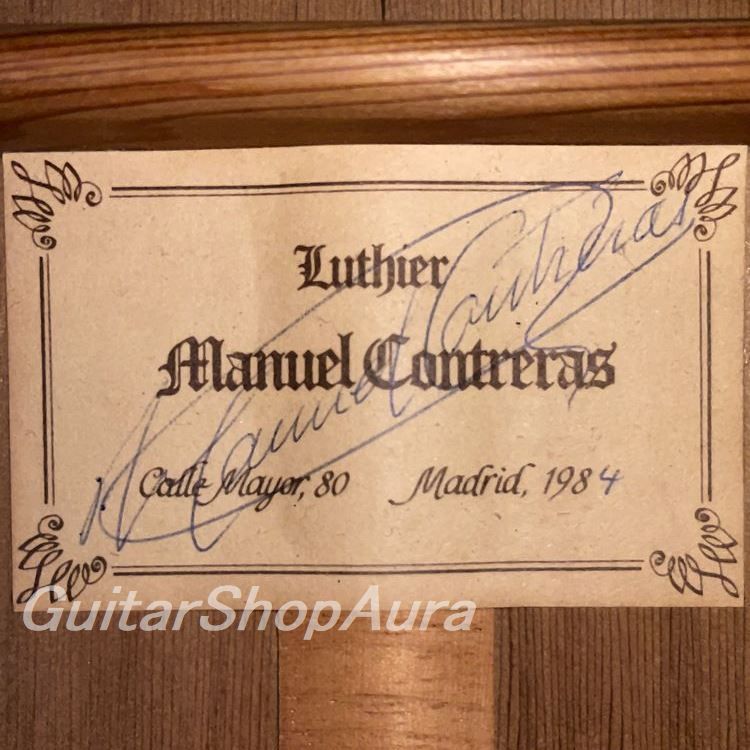 Luthier
Manuel Contreras
Manuel Contreras
Calle Mayor, 80 Madrid, 1984
GuitarShopAura